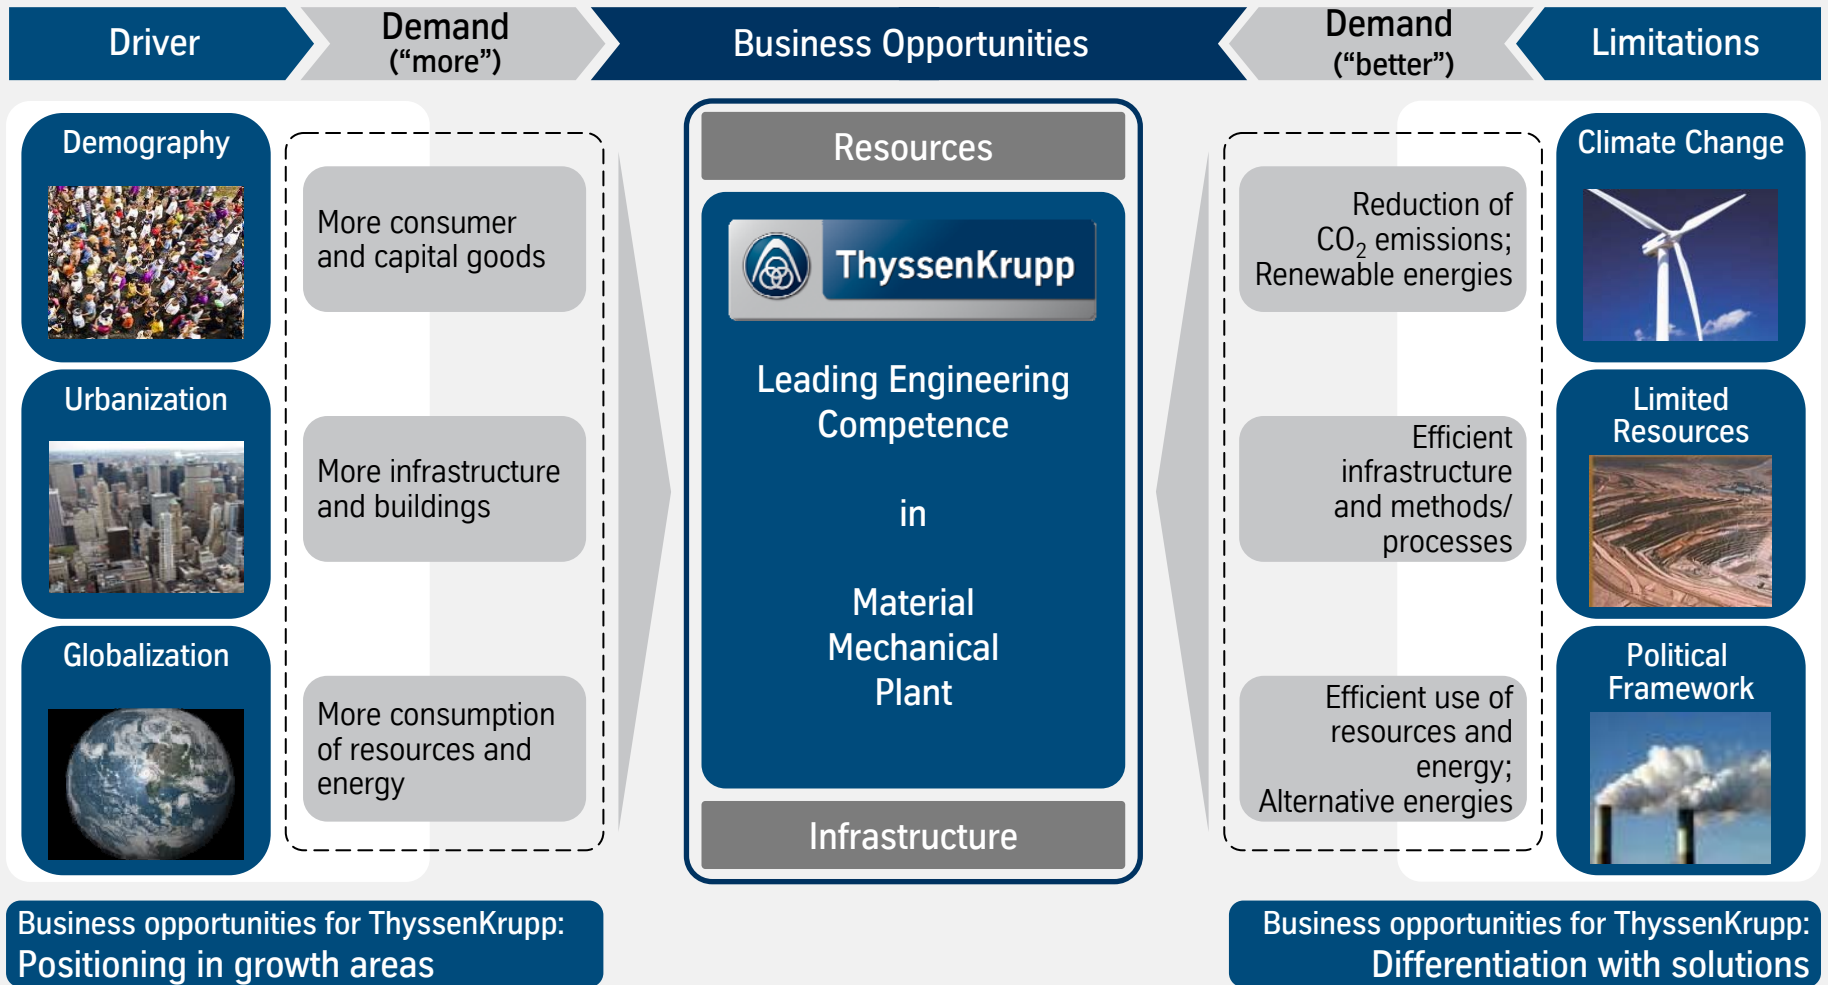 Driver
Demand
(“more”)
Business Opportunities
Demand
(“better”)
Limitations
Demography
More consumer
and capital goods
Urbanization
More infrastructure
and buildings
Globalization
More consumption
of resources and
energy
Resources
ThyssenKrupp
Leading Engineering
Competence
in
Material
Mechanical
Plant
Infrastructure
Reduction of
CO₂ emissions;
Renewable energies
Climate Change
Efficient
infrastructure
and methods/
processes
Limited
Resources
Efficient use of
resources and
energy;
Alternative energies
Political
Framework
Business opportunities for ThyssenKrupp:
Positioning in growth areas
Business opportunities for ThyssenKrupp:
Differentiation with solutions